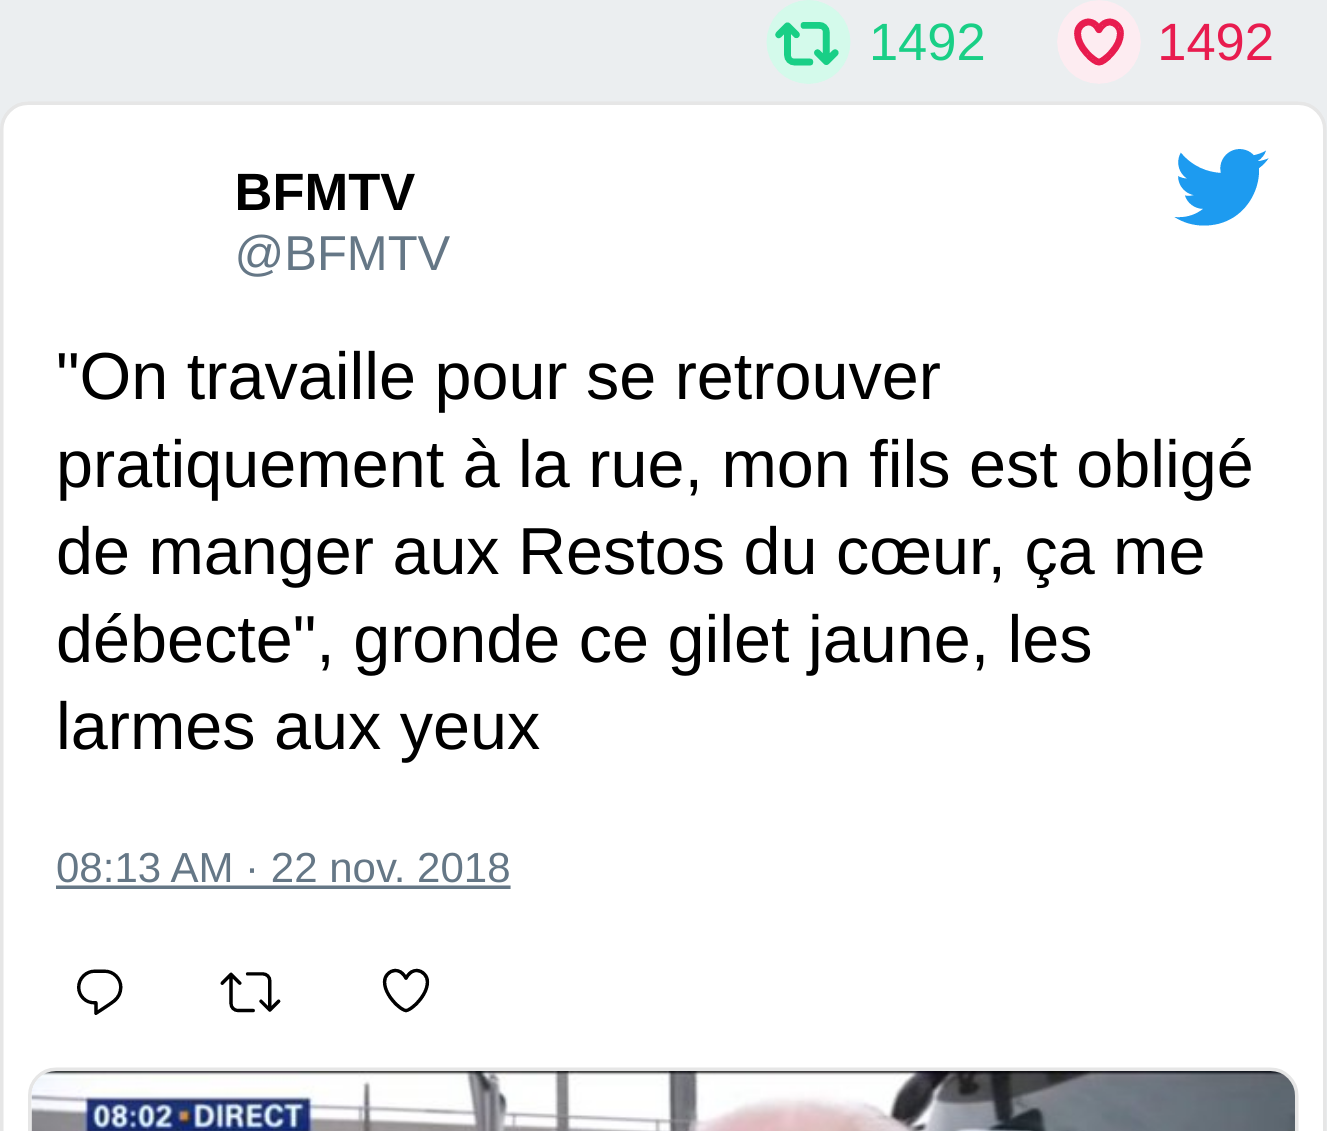 1492 1492
BFMTV
@BFMTV
"On travaille pour se retrouver
pratiquement à la rue, mon fils est obligé
de manger aux Restos du cœur, ça me
débecte", gronde ce gilet jaune, les
larmes aux yeux
08:13 AM · 22 nov. 2018
08:02 ▪ DIRECT